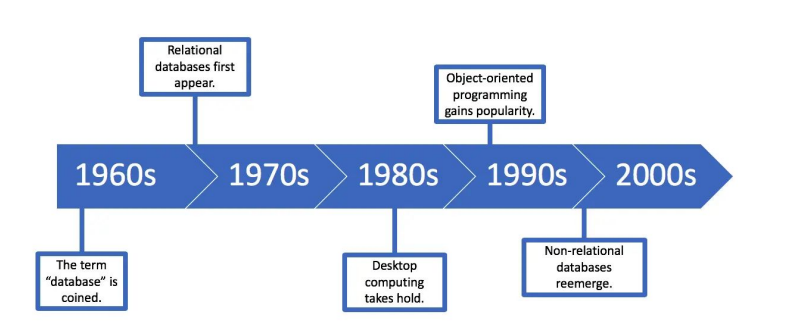 Relational
databases first
appear.
Object-oriented
programming
gains popularity.
1960s
1970s
1980s
1990s
2000s
The term
“database” is
coined.
Desktop
computing
takes hold.
Non-relational
databases
reemerge.